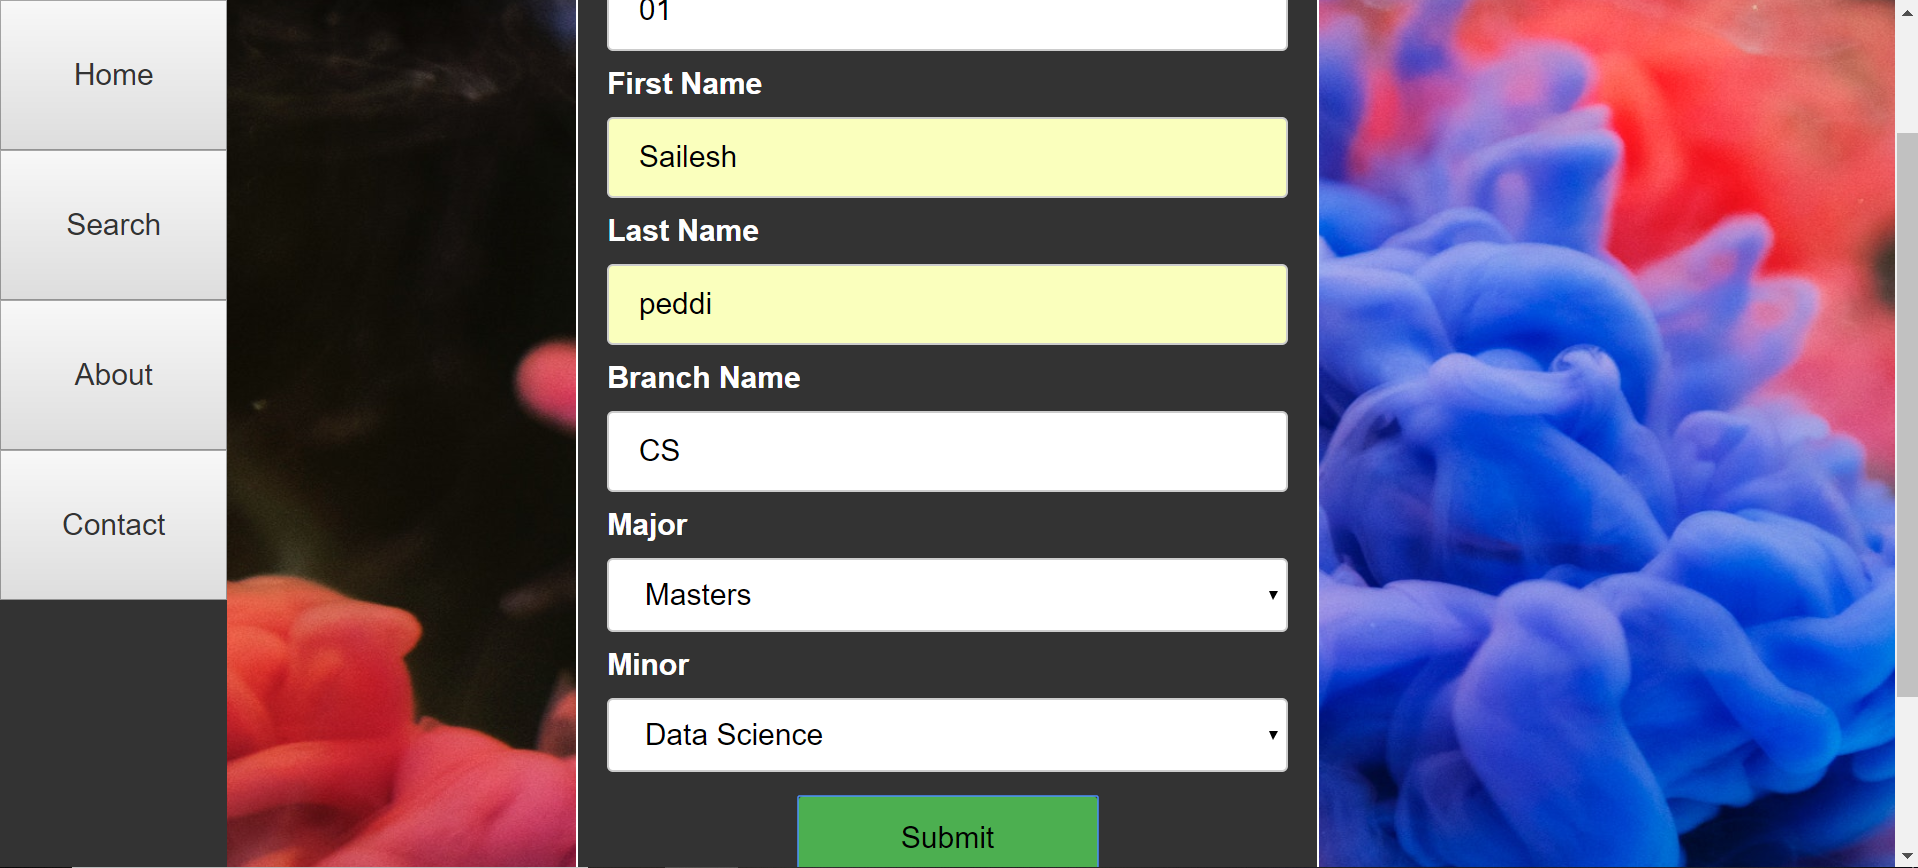 Home
Search
About
Contact
01
First Name
Sailesh
Last Name
peddi
Branch Name
CS
Major
Masters
Minor
Data Science
Submit